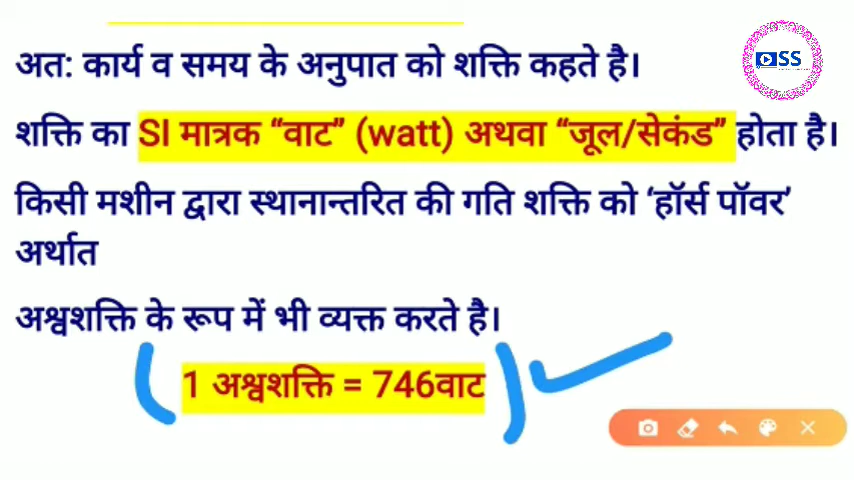 अत: कार्य व समय के अनुपात को शक्ति कहते है।
SS
शक्ति का SI मात्रक “वाट” (watt) अथवा “जूल/सेकंड” होता है।
किसी मशीन द्वारा स्थानान्तरित की गति शक्ति को ‘हॉर्स पॉवर’
अर्थात
अश्वशक्ति के रूप में भी व्यक्त करते है।
1 अश्वशक्ति = 746वाट